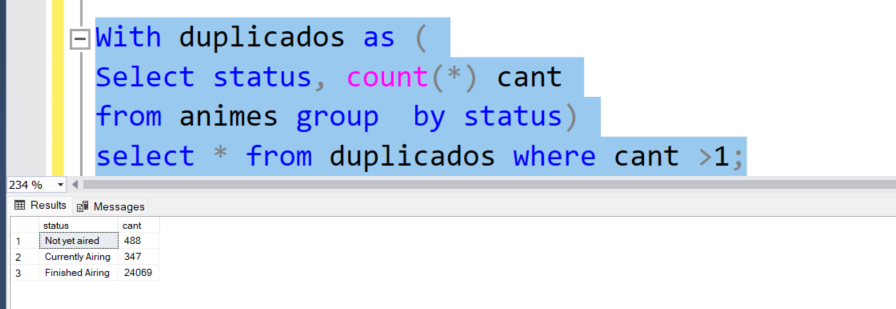 With duplicados as (
Select status, count(*) cant
from animes group  by status)
select * from duplicados where cant >1;
234 %
Results Messages
status cant
1 Not yet aired 488
2 Currently Airing 347
3 Finished Airing 24069